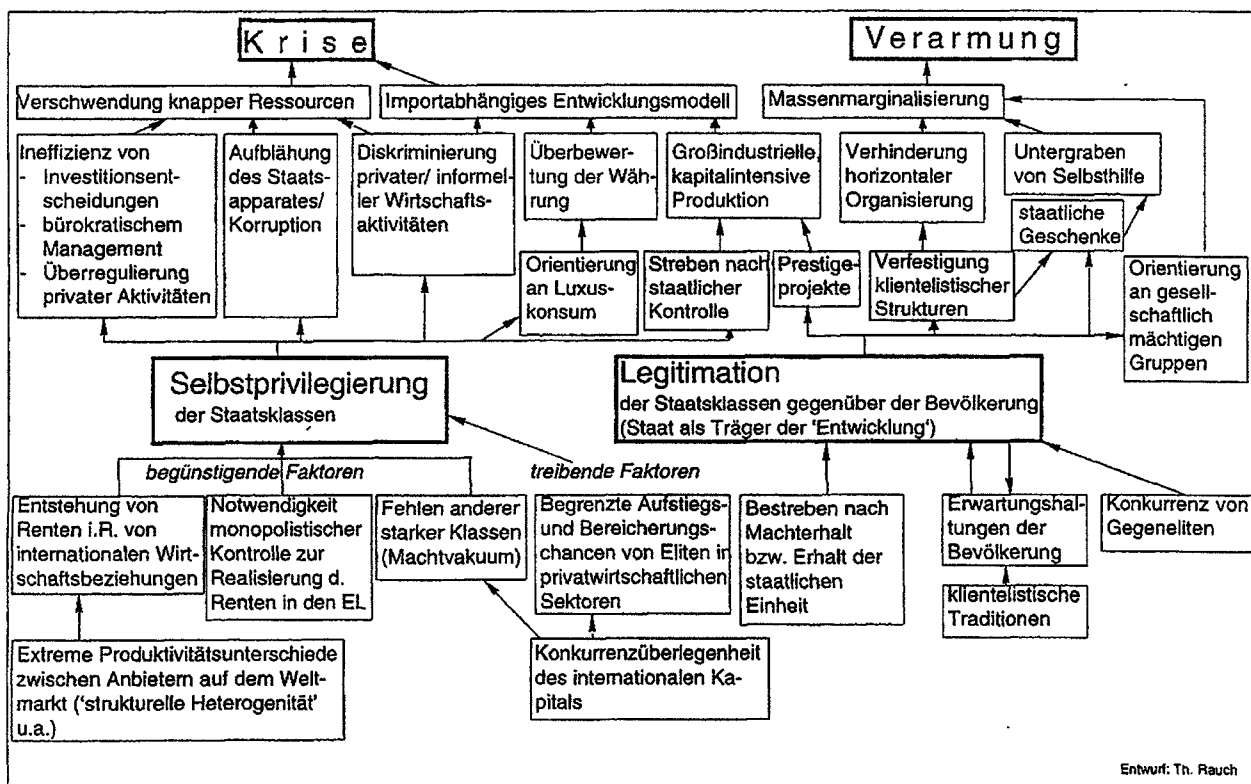 Krise
Verarmung
Verschwendung knapper Ressourcen
Importabhängiges Entwicklungsmodell
Massenmarginalisierung
Ineffizienz von
- Investitionsent-
scheidungen
- bürokratischem
Management
- Überregulierung
privater Aktivitäten
Aufblähung
des Staats-
apparates/
Korruption
Diskriminierung
privater/ informel-
ler Wirtschafts-
aktivitäten
Überbewer-
tung der Wäh-
rung
Großindustrielle,
kapitalintensive
Produktion
Verhinderung
horizontaler
Organisierung
Untergraben
von Selbsthilfe
staatliche
Geschenke
Orientierung
an Luxus-
konsum
Streben nach
staatlicher
Kontrolle
Prestige-
projekte
Verfestigung
klientelistischer
Strukturen
Orientierung
an gesell-
schaftlich
mächtigen
Gruppen
Selbstprivilegierung
der Staatsklassen
Legitimation
der Staatsklassen gegenüber der Bevölkerung
(Staat als Träger der 'Entwicklung')
begünstigende Faktoren
treibende Faktoren
Entstehung von
Renten i.R. von
internationalen Wirt-
schaftsbeziehungen
Notwendigkeit
monopolistischer
Kontrolle zur
Realisierung d.
Renten in den EL
Fehlen anderer
starker Klassen
(Machtvakuum)
Begrenzte Aufstiegs-
und Bereicherungs-
chancen von Eliten in
privatwirtschaftlichen
Sektoren
Bestreben nach
Machterhalt
bzw. Erhalt der
staatlichen
Einheit
Erwartungshal-
tungen der
Bevölkerung
Konkurrenz von
Gegeneliten
klientelistische
Traditionen
Extreme Produktivitätsunterschiede
zwischen Anbietern auf dem Welt-
markt ('strukturelle Heterogenität'
u.a.)
Konkurrenzüberlegenheit
des internationalen Ka-
pitals
Entwurf: Th. Rauch